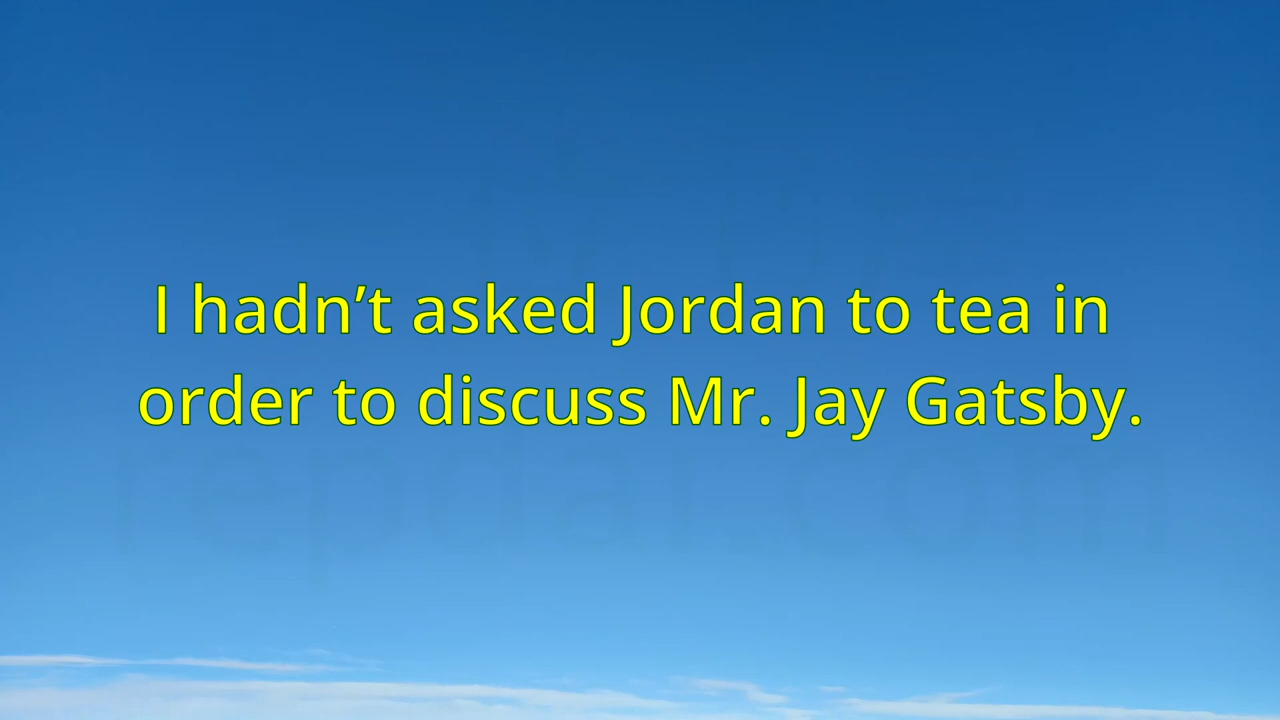 I hadn’t asked Jordan to tea in
order to discuss Mr. Jay Gatsby.